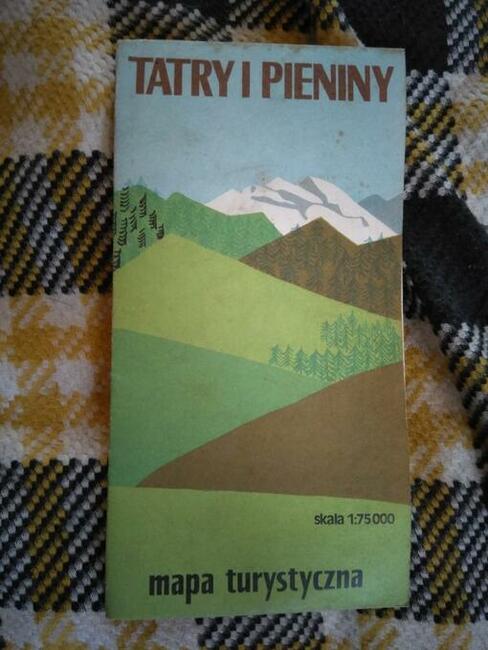 TATRY I PIENINY
skala 1:75 000
mapa turystyczna